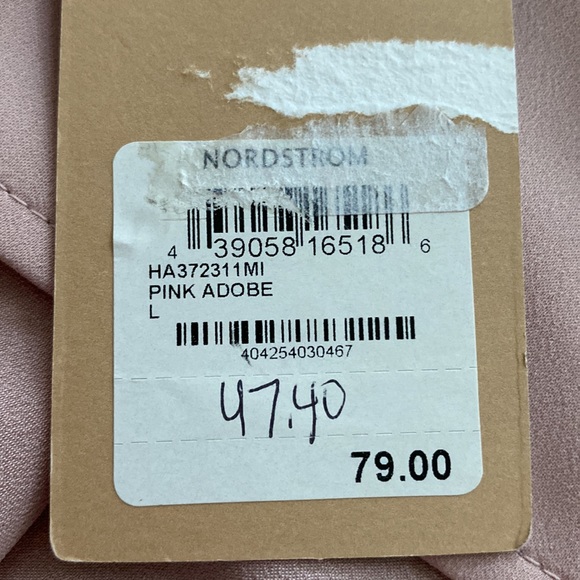 NORDSTROM
4 39058 16518 6
HA372311MI
PINK ADOBE
L
404254030467
47.40
79.00